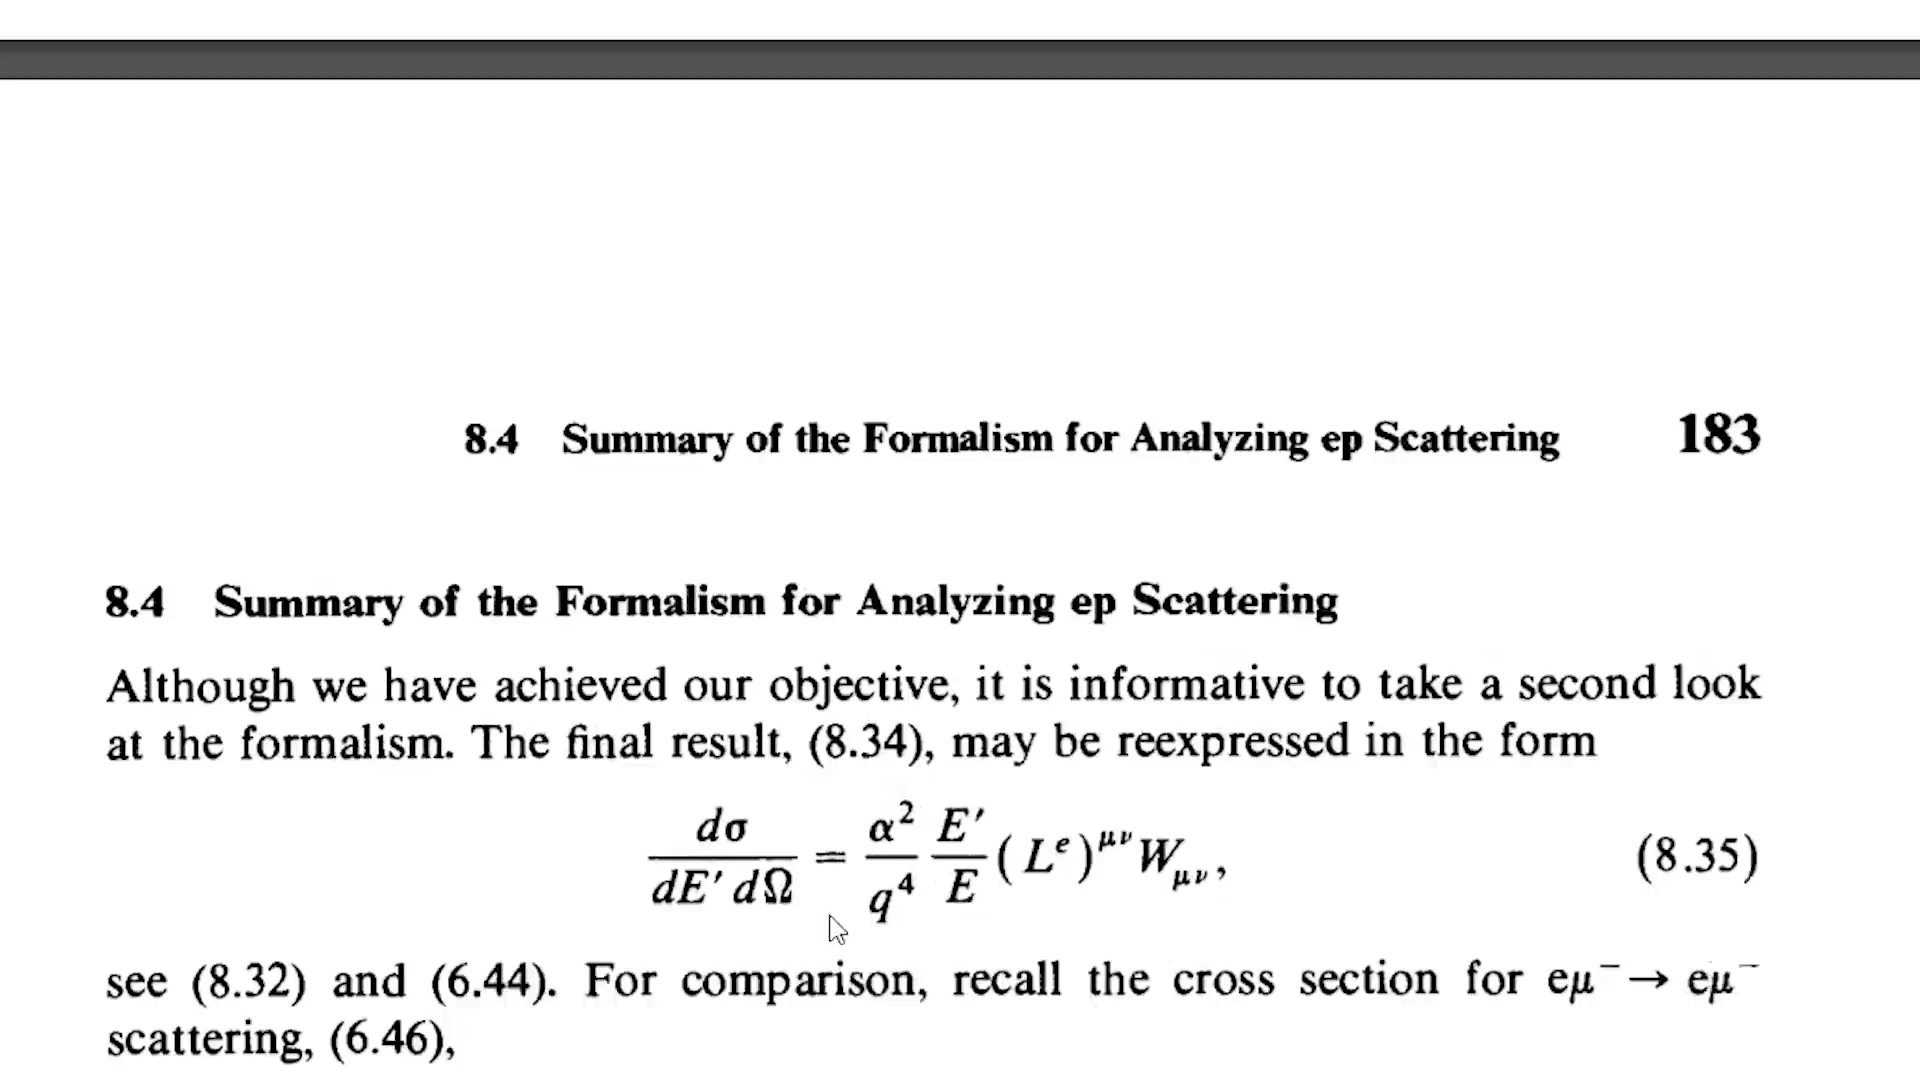 8.4 Summary of the Formalism for Analyzing ep Scattering 183
8.4 Summary of the Formalism for Analyzing ep Scattering
Although we have achieved our objective, it is informative to take a second look
at the formalism. The final result, (8.34), may be reexpressed in the form
dσ/dE′ dΩ = α²/q⁴ E′/E (Lᵉ)^{μν} W_{μν}, (8.35)
see (8.32) and (6.44). For comparison, recall the cross section for eμ⁻ → eμ⁻
scattering, (6.46),